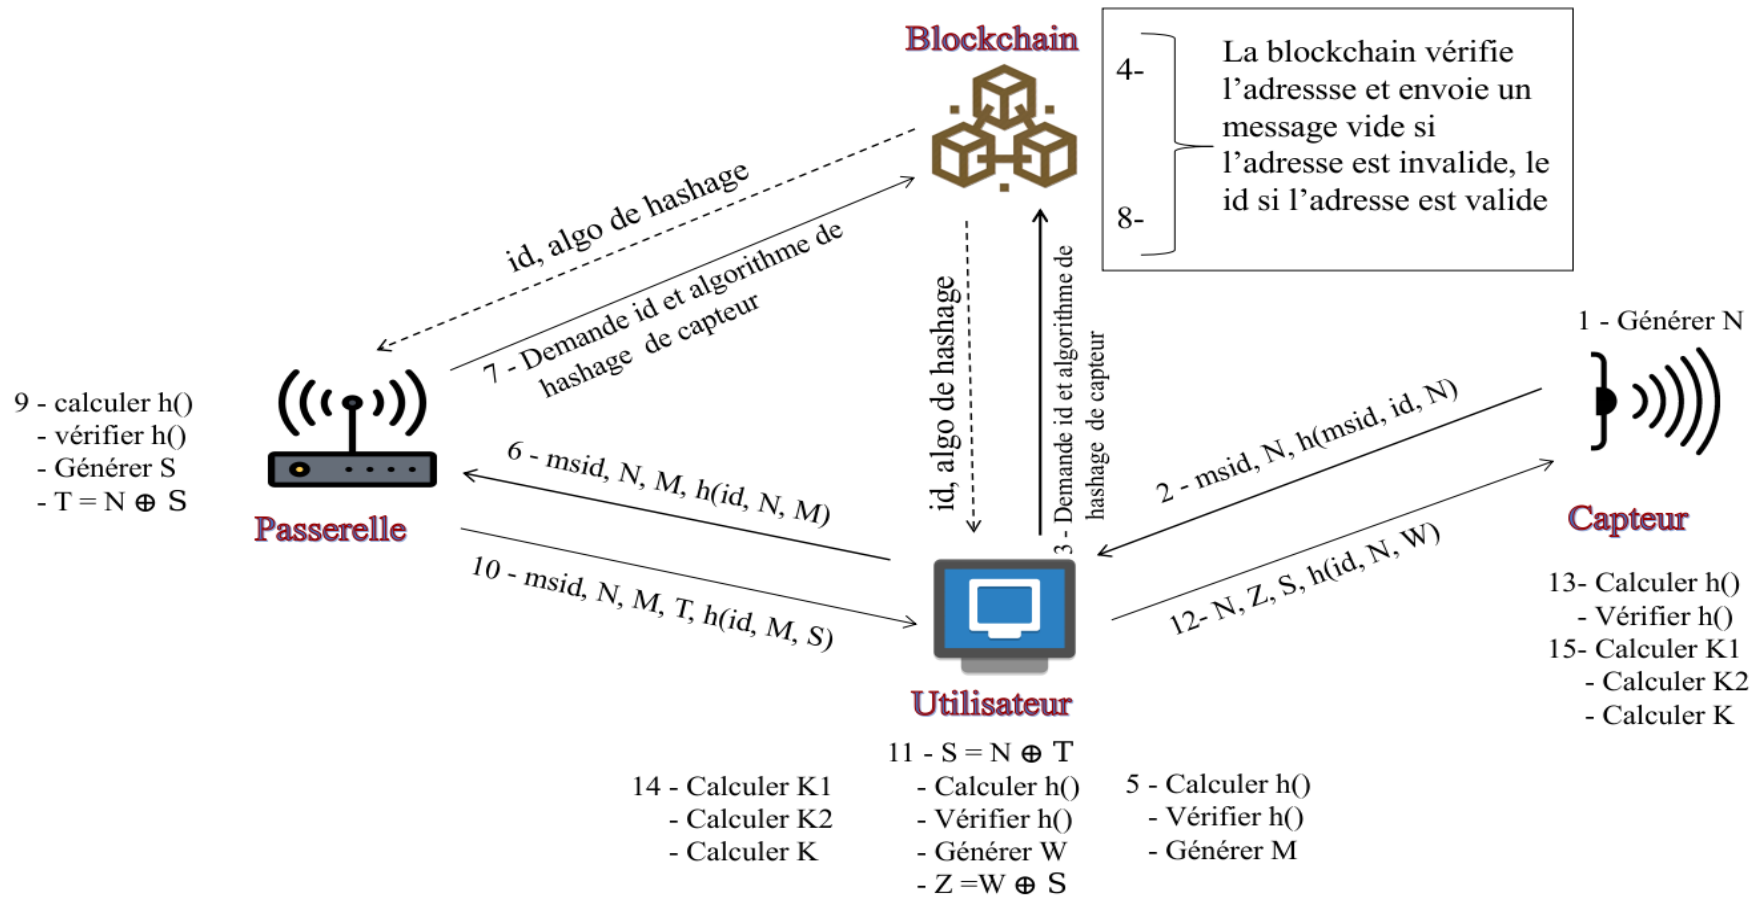 Blockchain
4-
8-
La blockchain vérifie
l'adressse et envoie un
message vide si
l'adresse est invalide, le
id si l'adresse est valide
id, algo de hashage
7 - Demande id et algorithme de
hashage de capteur
id, algo de hashage
3 - Demande id et algorithme de
hashage de capteur
1 - Générer N
9 - calculer h()
- vérifier h()
- Générer S
- T = N ⊕ S
Passerelle
6 - msid, N, M, h(id, N, M)
10 - msid, N, M, T, h(id, M, S)
2 - msid, N, h(msid, id, N)
12- N, Z, S, h(id, N, W)
Capteur
13- Calculer h()
- Vérifier h()
15- Calculer K1
- Calculer K2
- Calculer K
Utilisateur
14 - Calculer K1
- Calculer K2
- Calculer K
11 - S = N ⊕ T
- Calculer h()
- Vérifier h()
- Générer W
- Z =W ⊕ S
5 - Calculer h()
- Vérifier h()
- Générer M